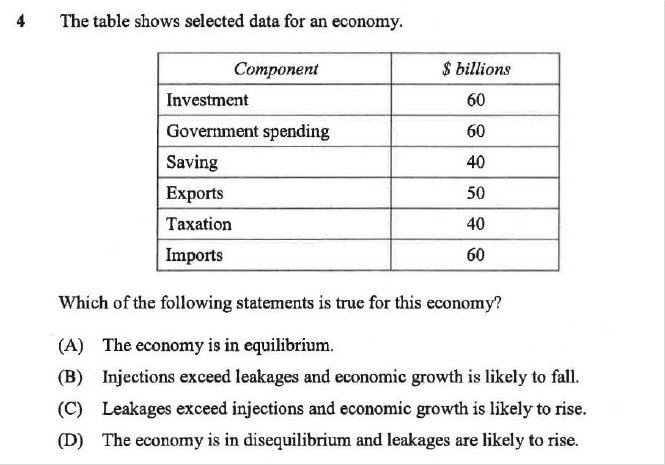 4 The table shows selected data for an economy.
Component $ billions
Investment 60
Government spending 60
Saving 40
Exports 50
Taxation 40
Imports 60
Which of the following statements is true for this economy?
(A) The economy is in equilibrium.
(B) Injections exceed leakages and economic growth is likely to fall.
(C) Leakages exceed injections and economic growth is likely to rise.
(D) The economy is in disequilibrium and leakages are likely to rise.